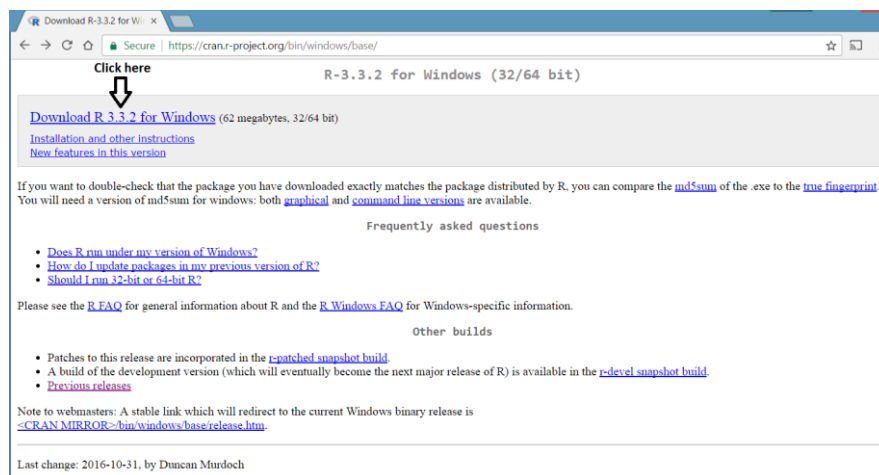 Download R-3.3.2 for Wi
Secure | https://cran.r-project.org/bin/windows/base/
Click here
R-3.3.2 for Windows (32/64 bit)
Download R 3.3.2 for Windows (62 megabytes, 32/64 bit)
Installation and other instructions
New features in this version
If you want to double-check that the package you have downloaded exactly matches the package distributed by R, you can compare the md5sum of the .exe to the true fingerprint.
You will need a version of md5sum for windows: both graphical and command line versions are available.
Frequently asked questions
• Does R run under my version of Windows?
• How do I update packages in my previous version of R?
• Should I run 32-bit or 64-bit R?
Please see the R FAQ for general information about R and the R Windows FAQ for Windows-specific information.
Other builds
• Patches to this release are incorporated in the r-patched snapshot build.
• A build of the development version (which will eventually become the next major release of R) is available in the r-devel snapshot build.
• Previous releases
Note to webmasters: A stable link which will redirect to the current Windows binary release is
<CRAN MIRROR>/bin/windows/base/release.htm.
Last change: 2016-10-31, by Duncan Murdoch